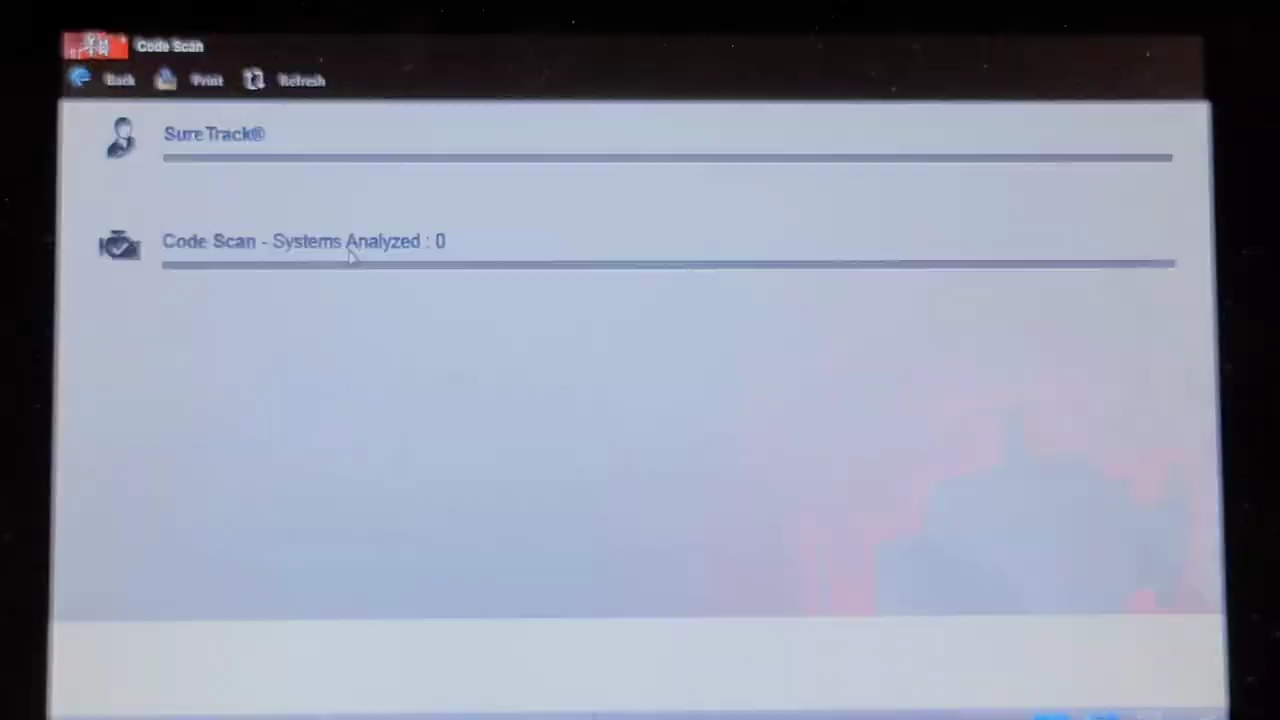 Code Scan
Back Print Refresh
SureTrack®
Code Scan - Systems Analyzed : 0